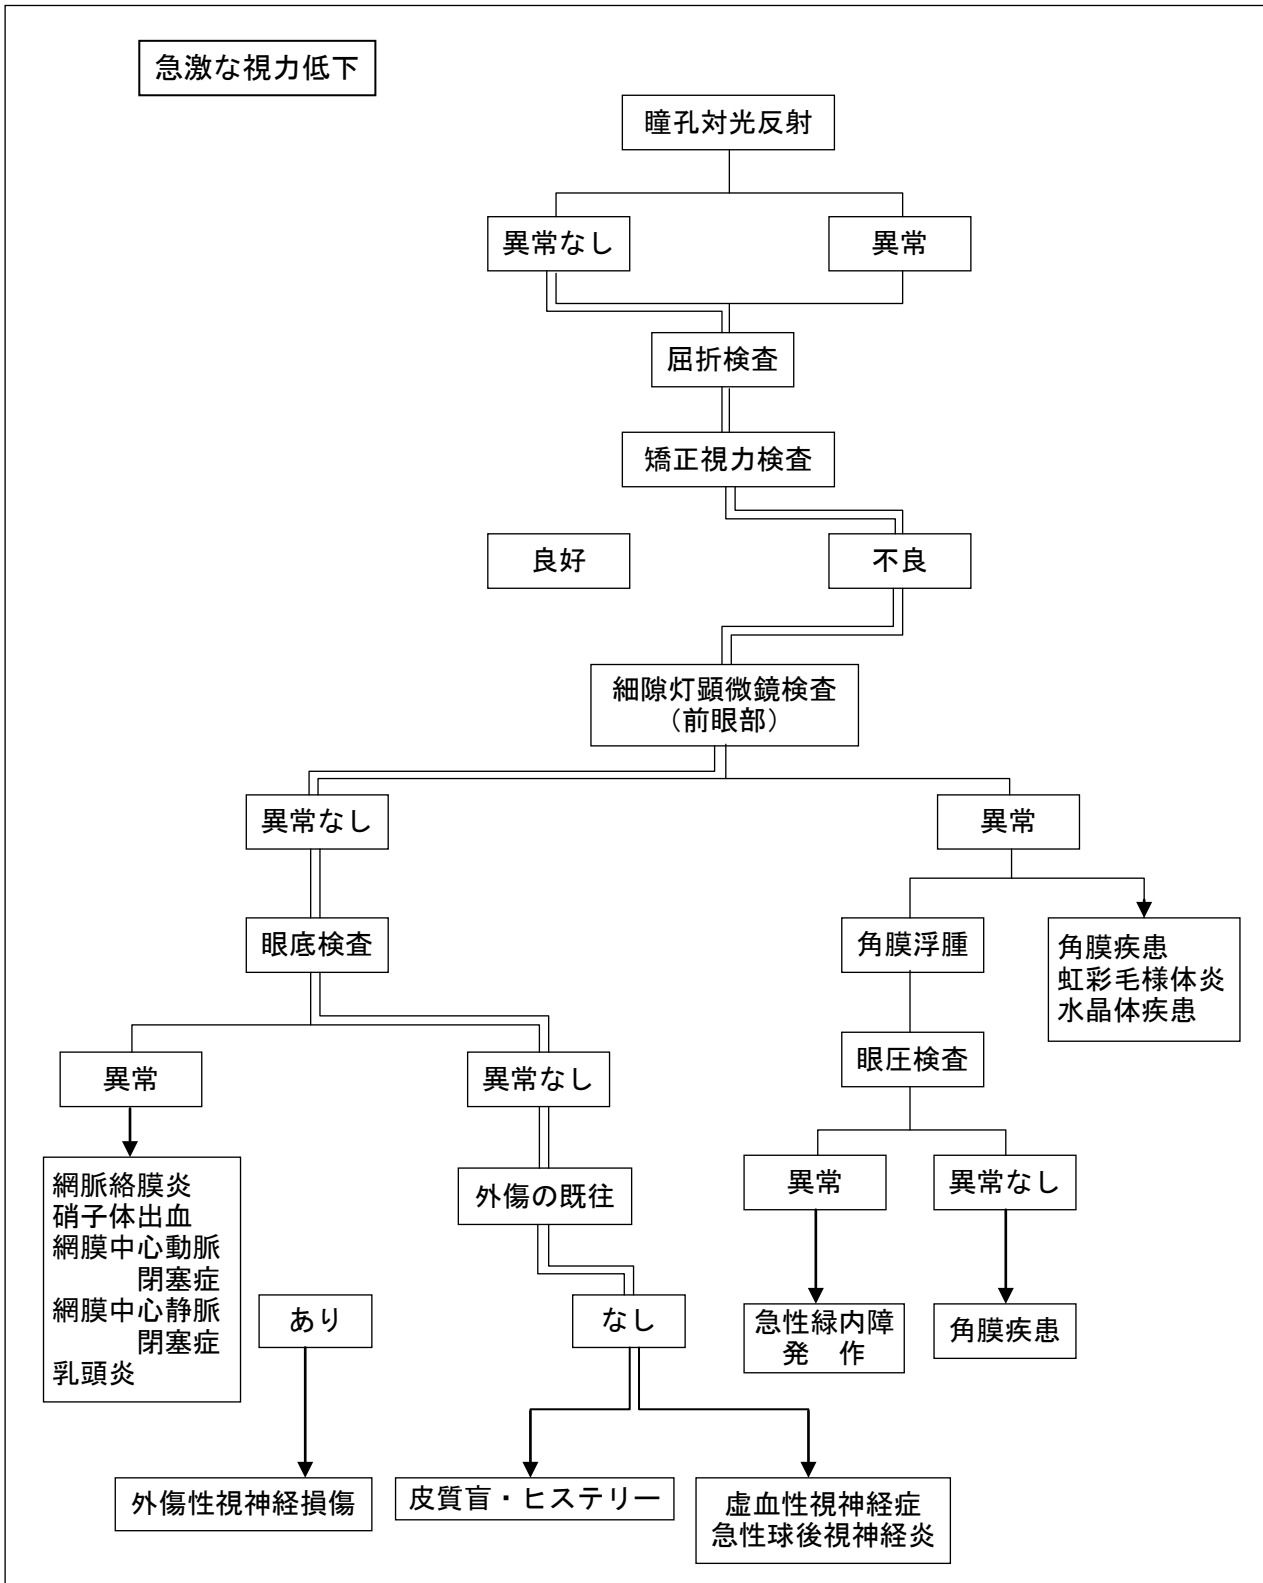 急激な視力低下
瞳孔対光反射
異常なし
異常
屈折検査
矯正視力検査
良好
不良
細隙灯顕微鏡検査
（前眼部）
異常なし
異常
眼底検査
角膜浮腫
角膜疾患
虹彩毛様体炎
水晶体疾患
眼圧検査
異常
異常なし
異常
異常なし
網脈絡膜炎
硝子体出血
網膜中心動脈
閉塞症
網膜中心静脈
閉塞症
乳頭炎
外傷の既往
あり
なし
急性緑内障
発　作
角膜疾患
外傷性視神経損傷
皮質盲・ヒステリー
虚血性視神経症
急性球後視神経炎